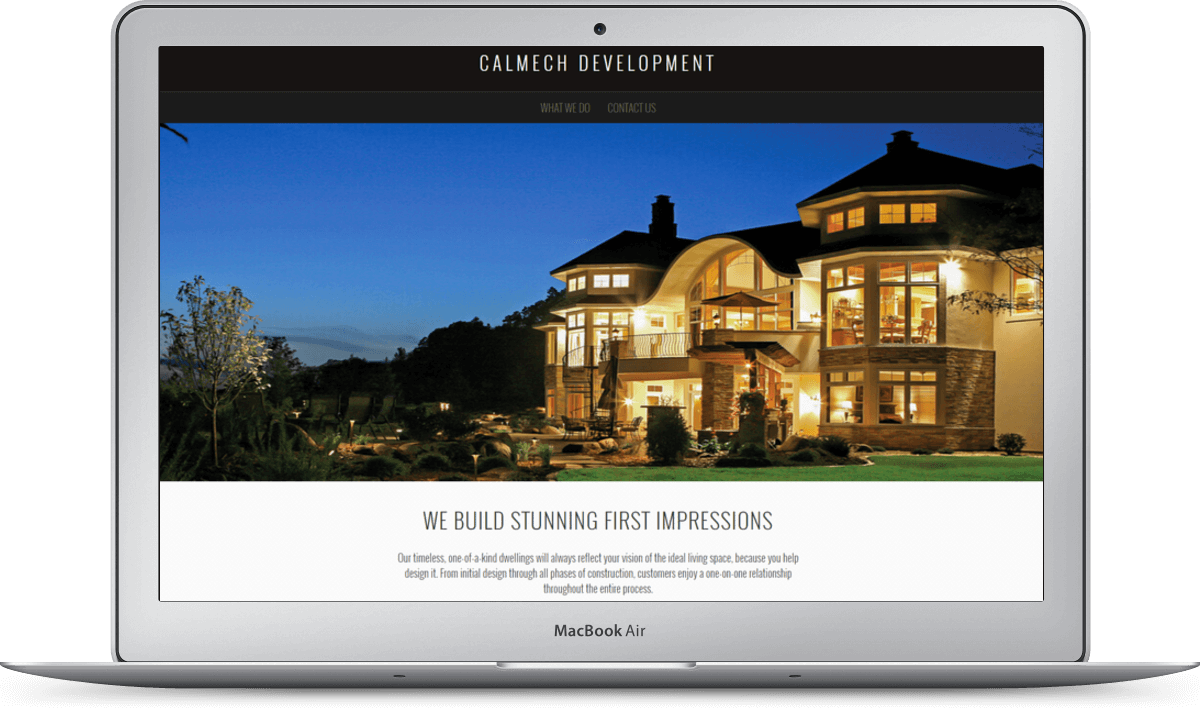 CALMECH DEVELOPMENT
WHAT WE DO CONTACT US
WE BUILD STUNNING FIRST IMPRESSIONS
Our timeless, one-of-a-kind dwellings will always reflect your vision of the ideal living space, because you help
design it. From initial design through all phases of construction, customers enjoy a one-on-one relationship
throughout the entire process.
MacBook Air